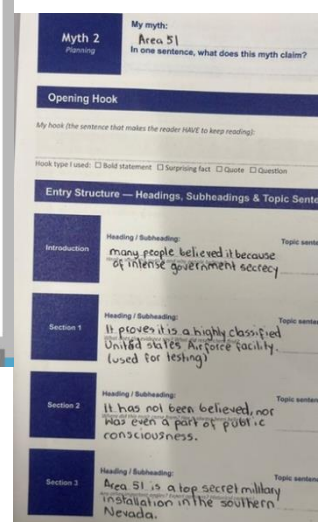 Myth 2
Planning
My myth:
Area 51
In one sentence, what does this myth claim?
Opening Hook
My hook (the sentence that makes the reader HAVE to keep reading):
Hook type I used: ☐ Bold statement ☐ Surprising fact ☐ Quote ☐ Question
Entry Structure — Headings, Subheadings & Topic Sente
Introduction
Heading / Subheading:
Topic senten
many people believed it because
of intense government secrecy
Section 1
Heading / Subheading:
Topic senten
It proves it is a highly classified
United states Airforce facility.
(used for testing)
Section 2
Heading / Subheading:
Topic senten
It has not been believed, nor
was even a part of public
consciousness.
Section 3
Heading / Subheading:
Topic senten
Area 51 is a top secret military
installation in the southern
Nevada.